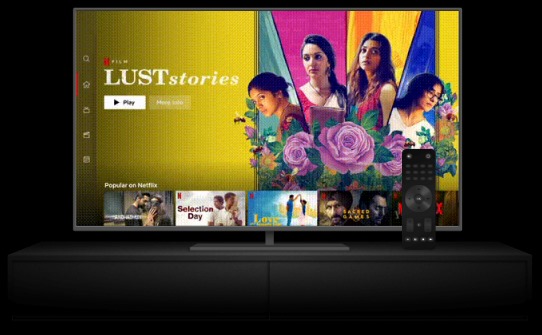 N FILM
LUST stories
Play
More Info
Popular on Netflix
Selection
Day
Love
SACRED
GAMES